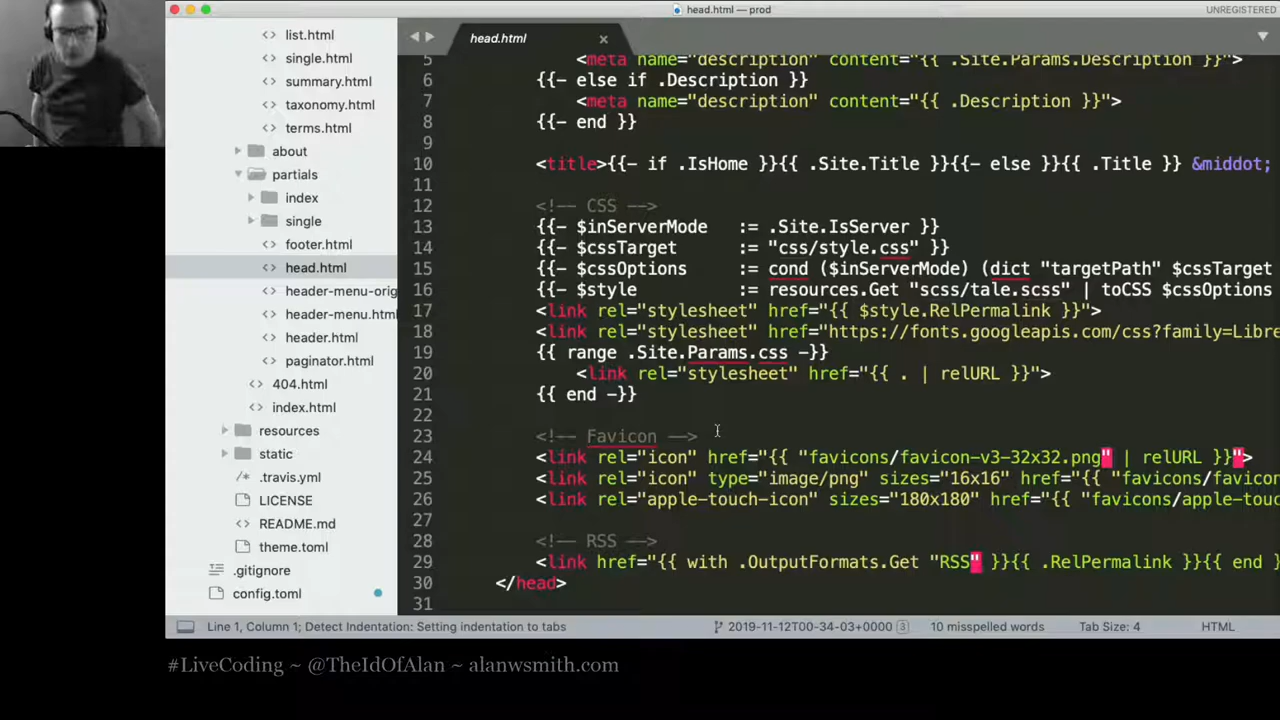 head.html — prod
UNREGISTERED
list.html
single.html
summary.html
taxonomy.html
terms.html
about
partials
index
single
footer.html
head.html
header-menu-orig
header-menu.html
header.html
paginator.html
404.html
index.html
resources
static
.travis.yml
LICENSE
README.md
theme.toml
.gitignore
config.toml
head.html
5 <meta name="description" content="{{ .Site.Params.Description }}">
6 {{- else if .Description }}
7 <meta name="description" content="{{ .Description }}">
8 {{- end }}
9
10 <title>{{- if .IsHome }}{{ .Site.Title }}{{- else }}{{ .Title }} &middot;
11
12 <!-- CSS -->
13 {{- $inServerMode := .Site.IsServer }}
14 {{- $cssTarget := "css/style.css" }}
15 {{- $cssOptions := cond ($inServerMode) (dict "targetPath" $cssTarget
16 {{- $style := resources.Get "scss/tale.scss" | toCSS $cssOptions
17 <link rel="stylesheet" href="{{ $style.RelPermalink }}">
18 <link rel="stylesheet" href="https://fonts.googleapis.com/css?family=Libre
19 {{ range .Site.Params.css -}}
20 <link rel="stylesheet" href="{{ . | relURL }}">
21 {{ end -}}
22
23 <!-- Favicon -->
24 <link rel="icon" href="{{ "favicons/favicon-v3-32x32.png" | relURL }}">
25 <link rel="icon" type="image/png" sizes="16x16" href="{{ "favicons/favicon
26 <link rel="apple-touch-icon" sizes="180x180" href="{{ "favicons/apple-touc
27
28 <!-- RSS -->
29 <link href="{{ with .OutputFormats.Get "RSS" }}{{ .RelPermalink }}{{ end }
30 </head>
31
Line 1, Column 1; Detect Indentation: Setting indentation to tabs
2019-11-12T00-34-03+0000 3
10 misspelled words
Tab Size: 4
HTML
#LiveCoding ~ @TheIdOfAlan ~ alanwsmith.com